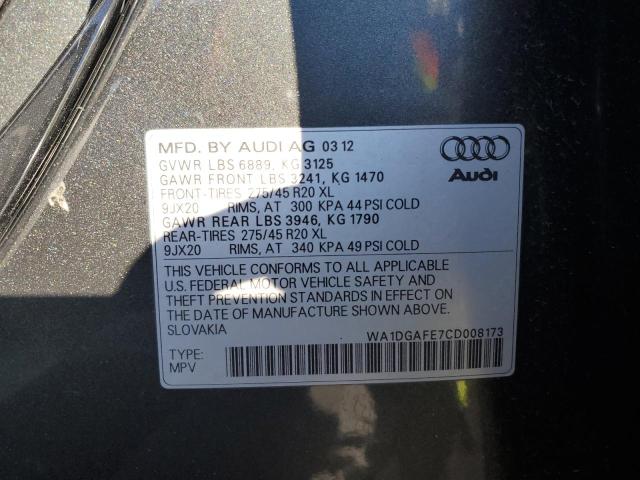 MFD. BY AUDI AG 03 12
GVWR LBS 6889, KG 3125
GAWR FRONT LBS 3241, KG 1470
FRONT-TIRES 275/45 R20 XL
9JX20 RIMS, AT 300 KPA 44 PSI COLD
GAWR REAR LBS 3946, KG 1790
REAR-TIRES 275/45 R20 XL
9JX20 RIMS, AT 340 KPA 49 PSI COLD
Audi
THIS VEHICLE CONFORMS TO ALL APPLICABLE
U.S. FEDERAL MOTOR VEHICLE SAFETY AND
THEFT PREVENTION STANDARDS IN EFFECT ON
THE DATE OF MANUFACTURE SHOWN ABOVE.
SLOVAKIA
WA1DGAFE7CD008173
TYPE:
MPV